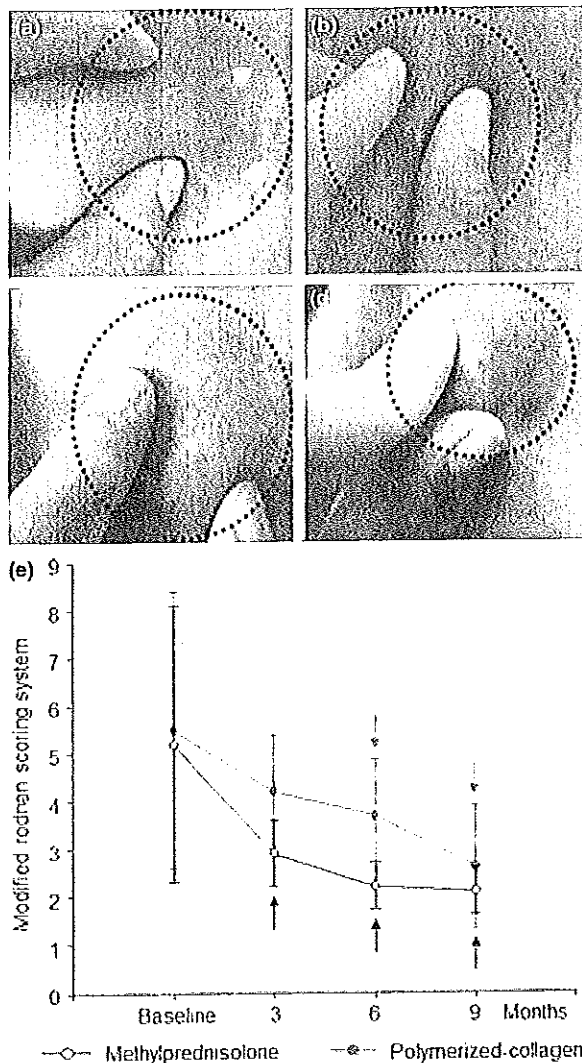 (a)
(b)
(e)
Modified rodnan scoring system
9
8
7
6
5
4
3
2
1
0
Baseline 3 6 9 Months
Methylprednisolone Polymerized-collagen